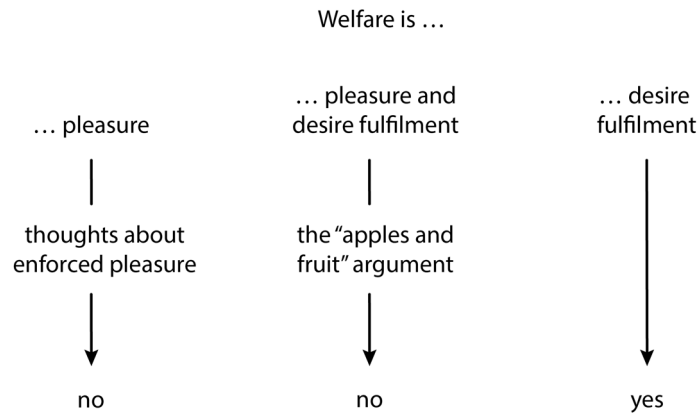 Welfare is …
… pleasure
… pleasure and
desire fulfilment
… desire
fulfilment
thoughts about
enforced pleasure
the “apples and
fruit” argument
no
no
yes